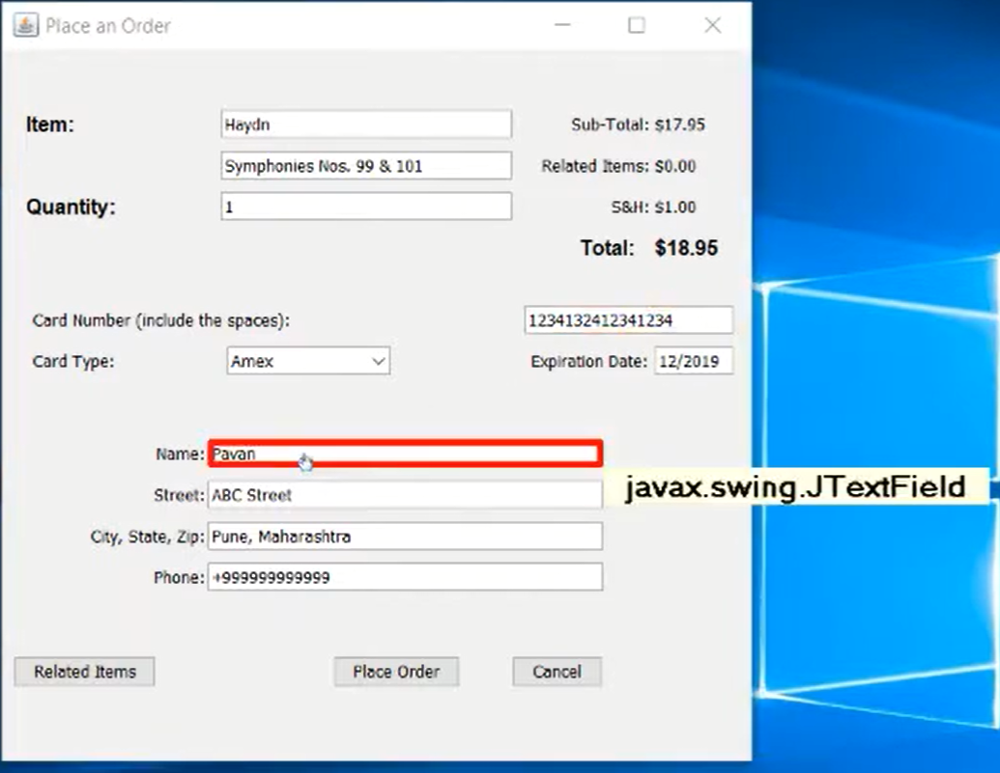 Place an Order
Item: Haydn Sub-Total: $17.95
Symphonies Nos. 99 & 101 Related Items: $0.00
Quantity: 1 S&H: $1.00
Total: $18.95
Card Number (include the spaces): 1234132412341234
Card Type: Amex Expiration Date: 12/2019
Name: Pavan
javax.swing.JTextField
Street: ABC Street
City, State, Zip: Pune, Maharashtra
Phone: +999999999999
Related Items Place Order Cancel